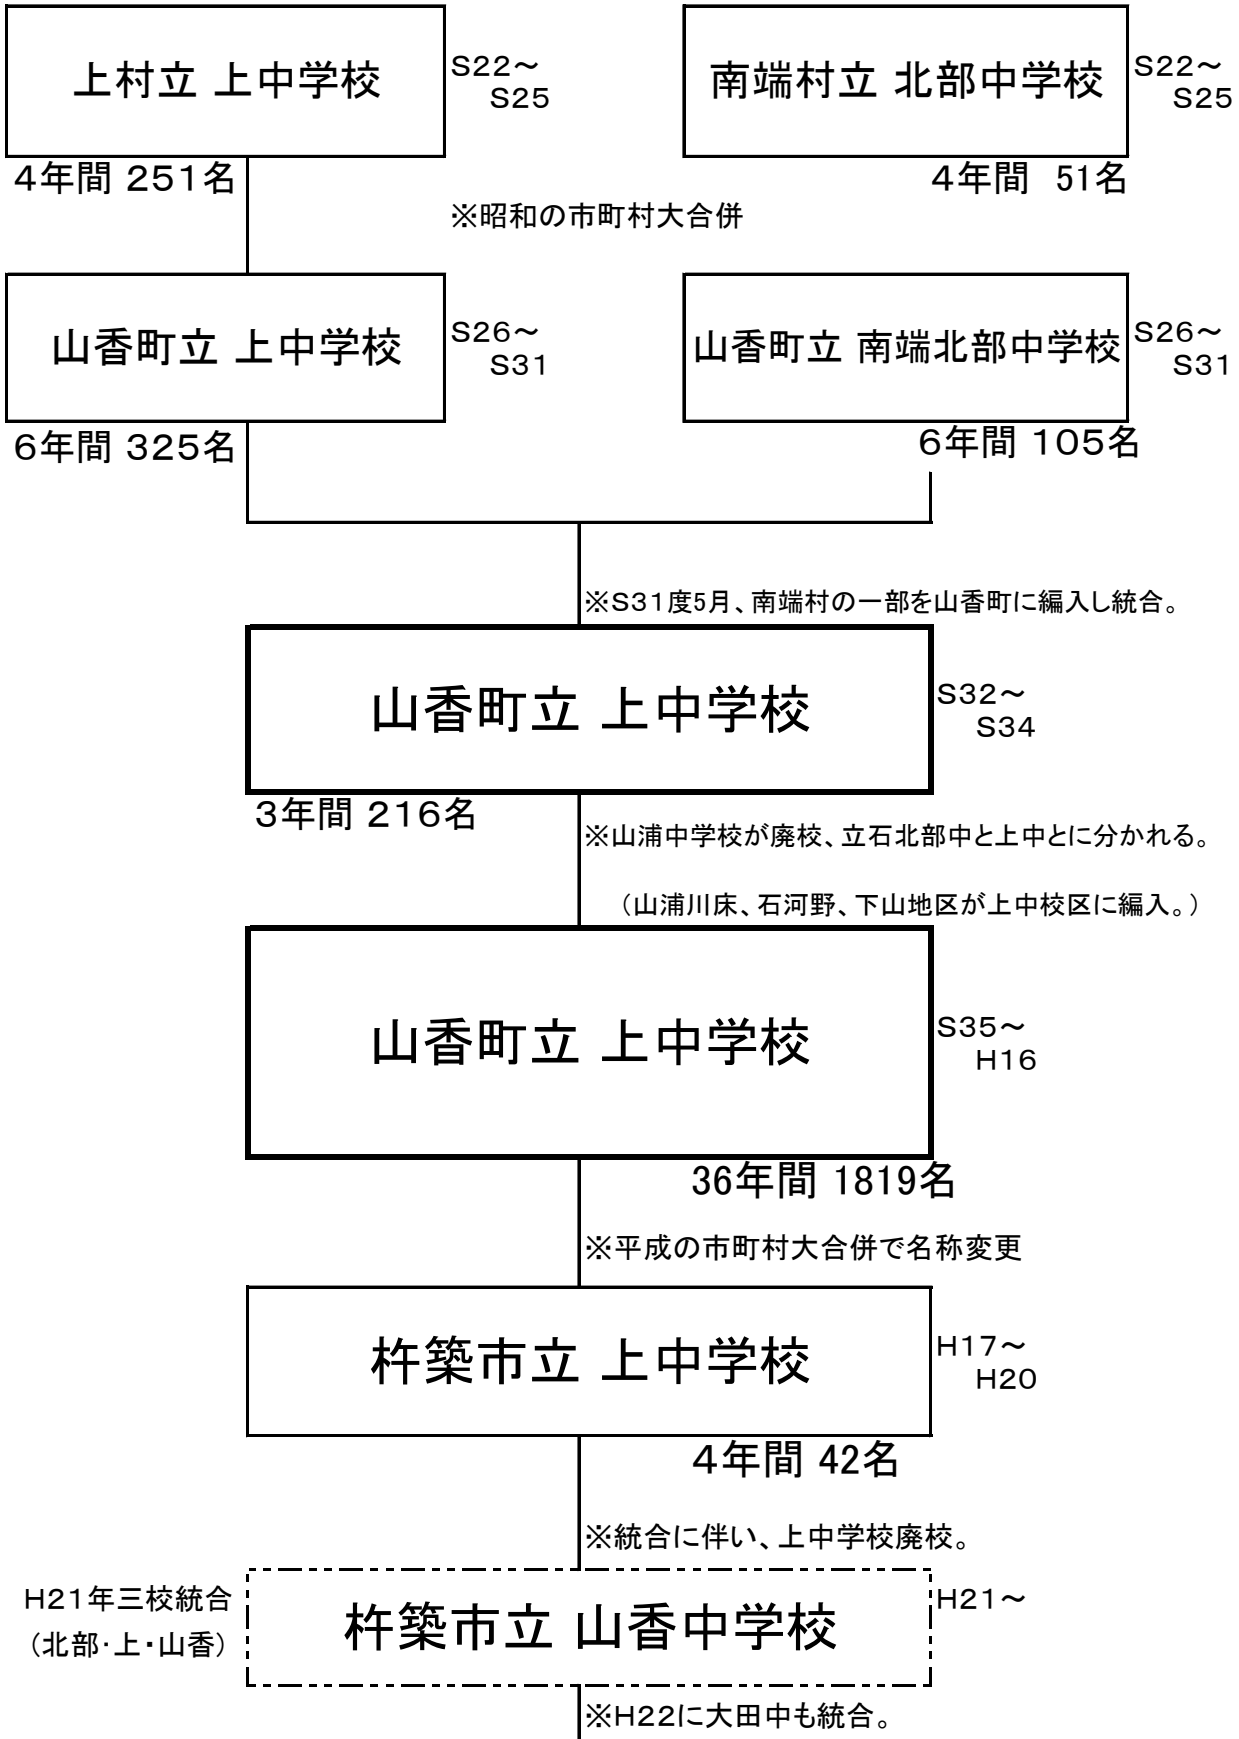 上村立 上中学校
S22～
S25
南端村立 北部中学校
S22～
S25
4年間 251名
4年間 51名
※昭和の市町村大合併
山香町立 上中学校
S26～
S31
山香町立 南端北部中学校
S26～
S31
6年間 325名
6年間 105名
※S31度5月、南端村の一部を山香町に編入し統合。
山香町立 上中学校
S32～
S34
3年間 216名
※山浦中学校が廃校、立石北部中と上中とに分かれる。
（山浦川床、石河野、下山地区が上中校区に編入。）
山香町立 上中学校
S35～
H16
36年間 1819名
※平成の市町村大合併で名称変更
杵築市立 上中学校
H17～
H20
4年間 42名
※統合に伴い、上中学校廃校。
H21年三校統合
（北部･上・山香）
杵築市立 山香中学校
H21～
※H22に大田中も統合。